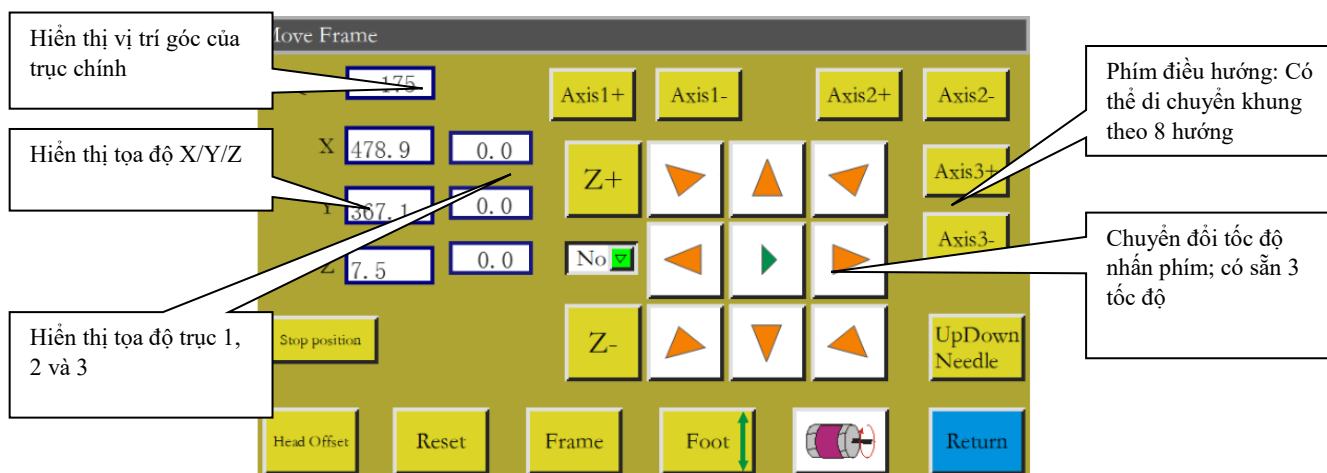 Hiển thị vị trí góc của
trục chính
Hiển thị tọa độ X/Y/Z
Hiển thị tọa độ trục 1,
2 và 3
Move Frame
175
X 478.9 0.0
Y 367.1 0.0
Z 7.5 0.0
Axis1+ Axis1- Axis2+ Axis2-
Z+
Axis3+
No
Axis3-
Z-
Stop position
UpDown
Needle
Head Offset Reset Frame Foot Return
Phím điều hướng: Có
thể di chuyển khung
theo 8 hướng
Chuyển đổi tốc độ
nhấn phím; có sẵn 3
tốc độ